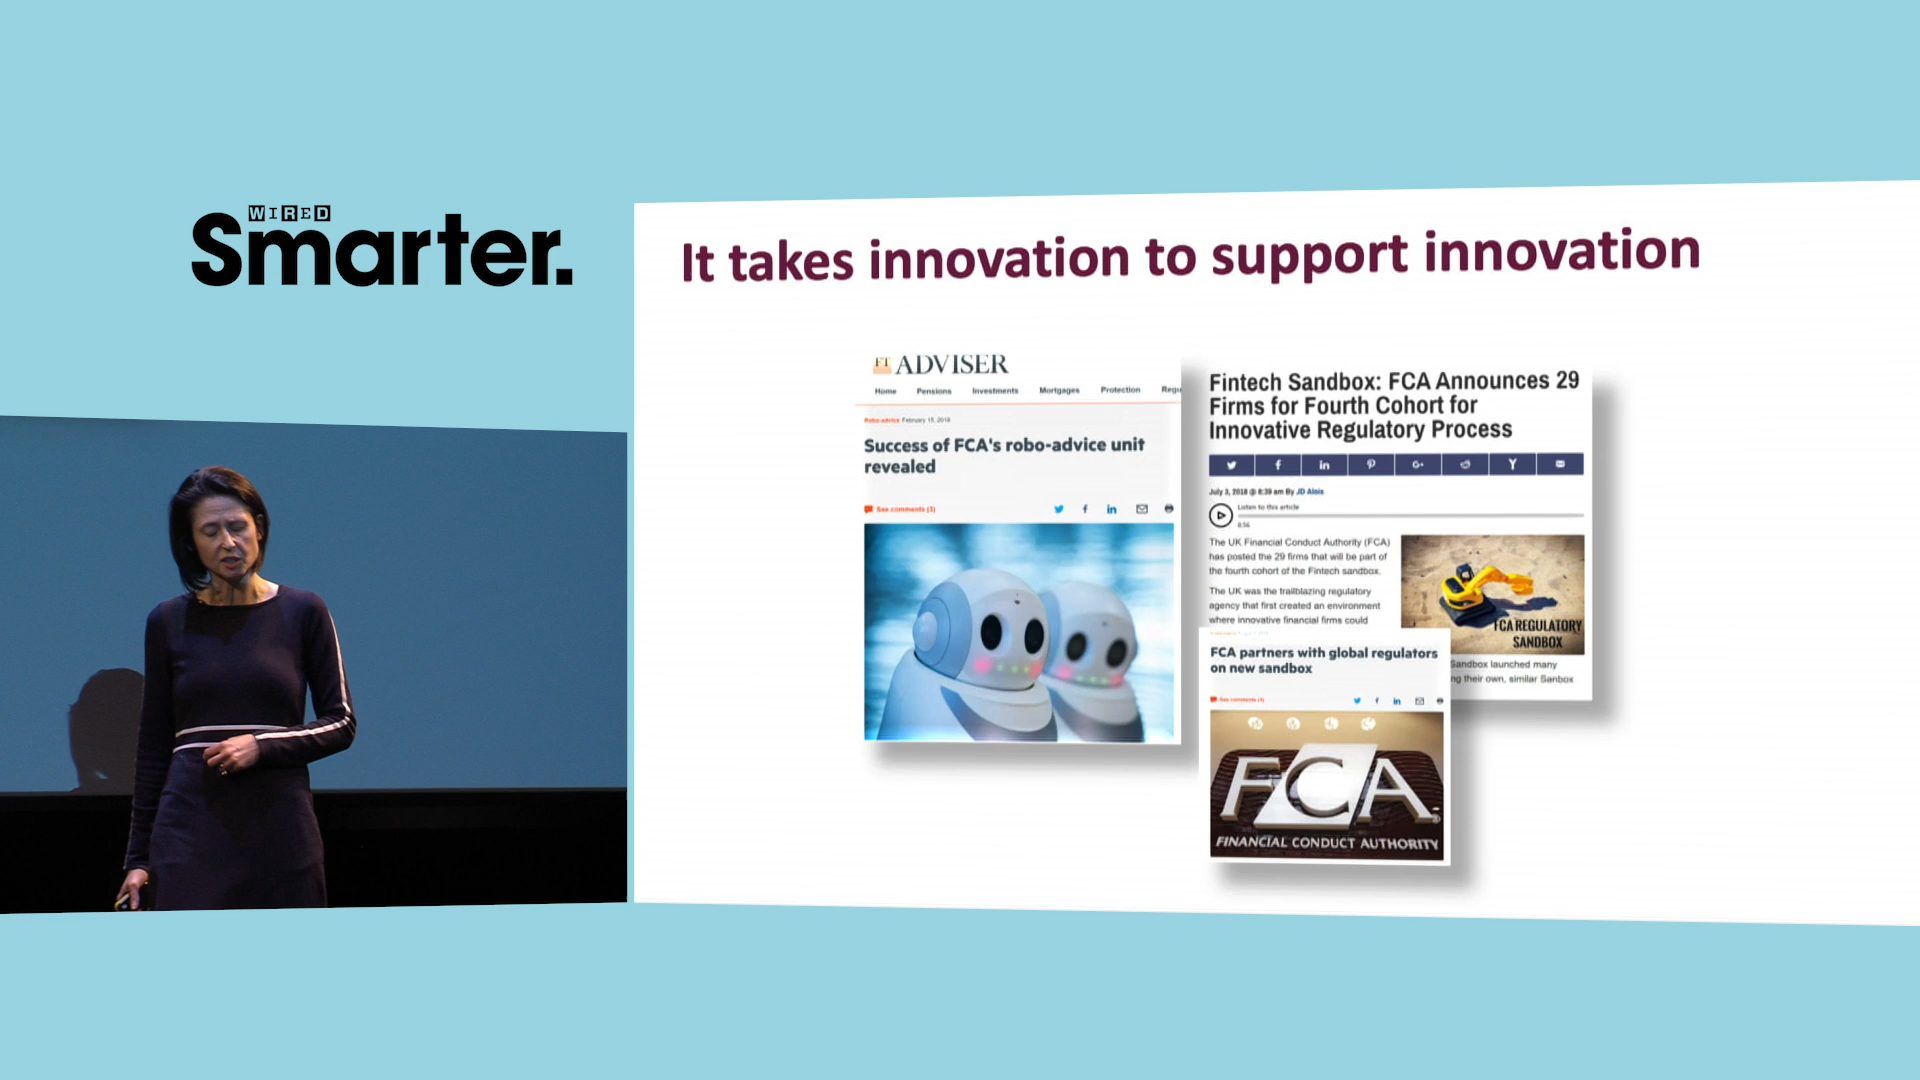 WIRED
Smarter.
It takes innovation to support innovation
FT ADVISER
Home Pensions Investments Mortgages Protection
Robo-advice February 15, 2018
Success of FCA's robo-advice unit
revealed
See comments (3)
Fintech Sandbox: FCA Announces 29
Firms for Fourth Cohort for
Innovative Regulatory Process
July 3, 2018 @ 8:39 am By JD Alois
Listen to this article
The UK Financial Conduct Authority (FCA)
has posted the 29 firms that will be part of
the fourth cohort of the Fintech sandbox.
The UK was the trailblazing regulatory
agency that first created an environment
where innovative financial firms could
FCA REGULATORY
SANDBOX
Sandbox launched many
ng their own, similar Sanbox
FCA partners with global regulators
on new sandbox
See comments (3)
FCA
FINANCIAL CONDUCT AUTHORITY